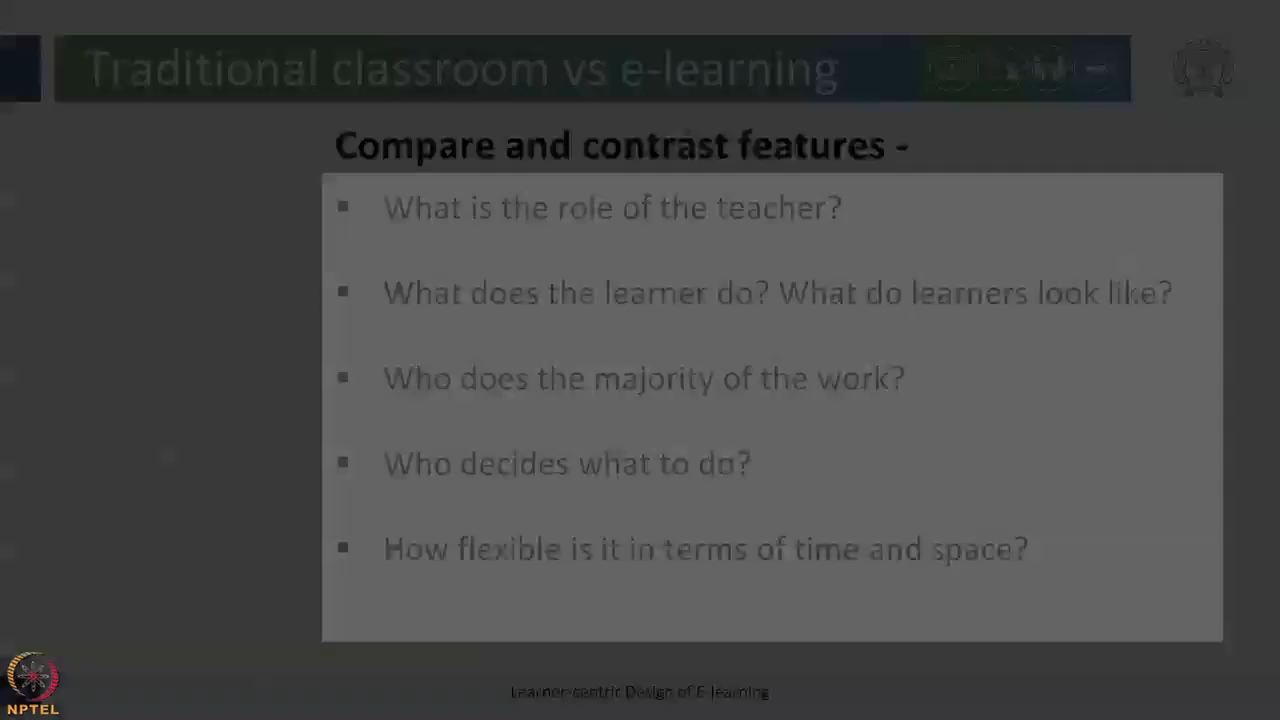 Traditional classroom vs e-learning
Compare and contrast features -
▪ What is the role of the teacher?
▪ What does the learner do? What do learners look like?
▪ Who does the majority of the work?
▪ Who decides what to do?
▪ How flexible is it in terms of time and space?
Learner-centric Design of E-learning
NPTEL